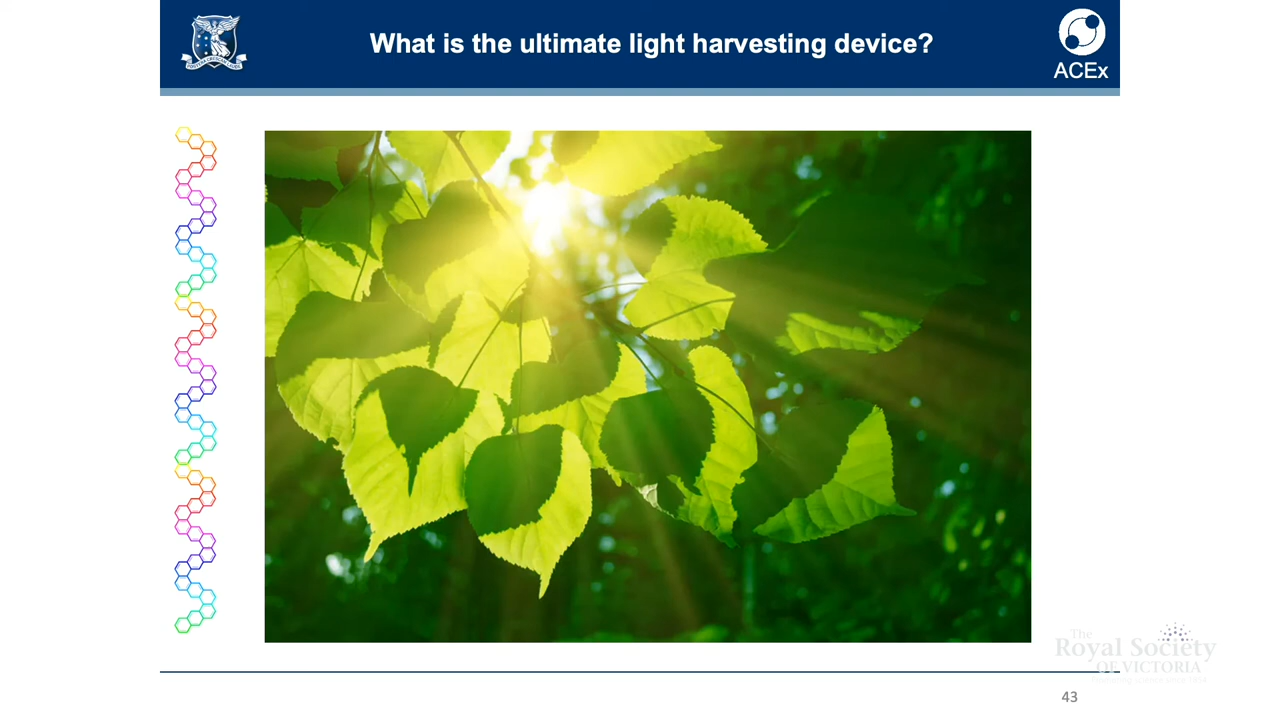 What is the ultimate light harvesting device?
ACEx
The
Royal Society
OF VICTORIA
43